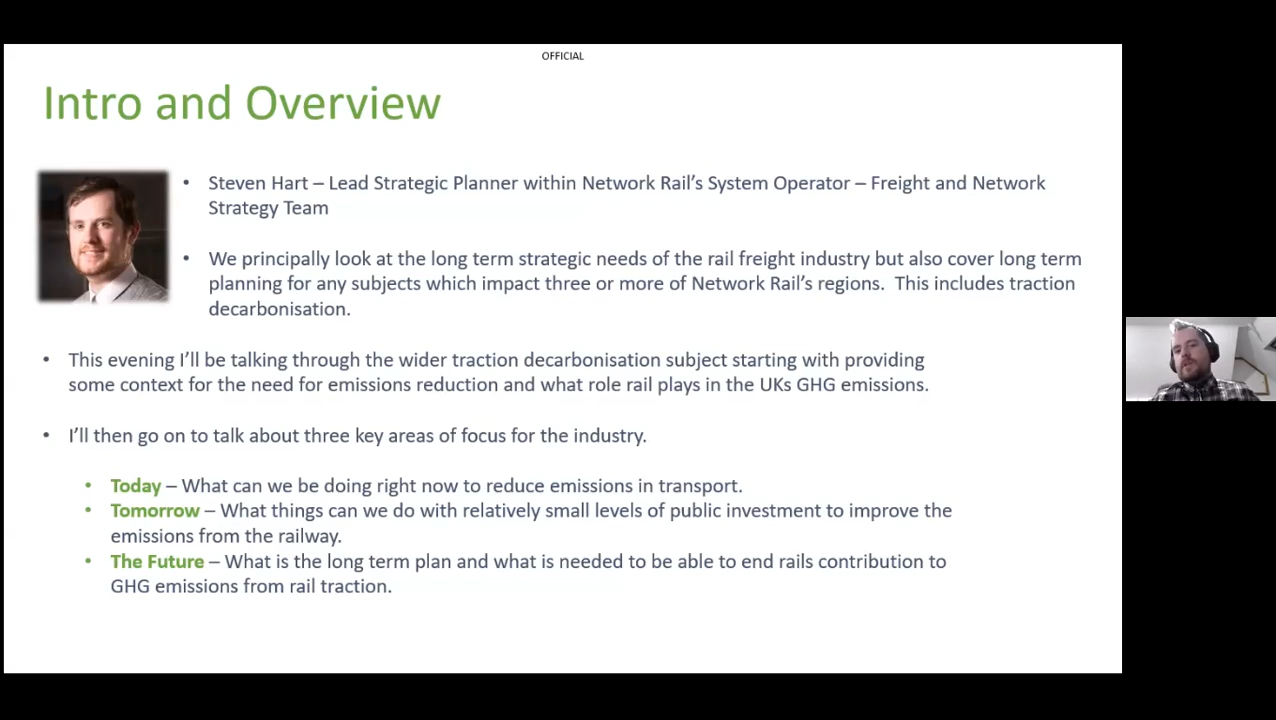 OFFICIAL
Intro and Overview
• Steven Hart – Lead Strategic Planner within Network Rail's System Operator – Freight and Network
Strategy Team
• We principally look at the long term strategic needs of the rail freight industry but also cover long term
planning for any subjects which impact three or more of Network Rail's regions.  This includes traction
decarbonisation.
• This evening I'll be talking through the wider traction decarbonisation subject starting with providing
some context for the need for emissions reduction and what role rail plays in the UKs GHG emissions.
• I'll then go on to talk about three key areas of focus for the industry.
• Today – What can we be doing right now to reduce emissions in transport.
• Tomorrow – What things can we do with relatively small levels of public investment to improve the
emissions from the railway.
• The Future – What is the long term plan and what is needed to be able to end rails contribution to
GHG emissions from rail traction.